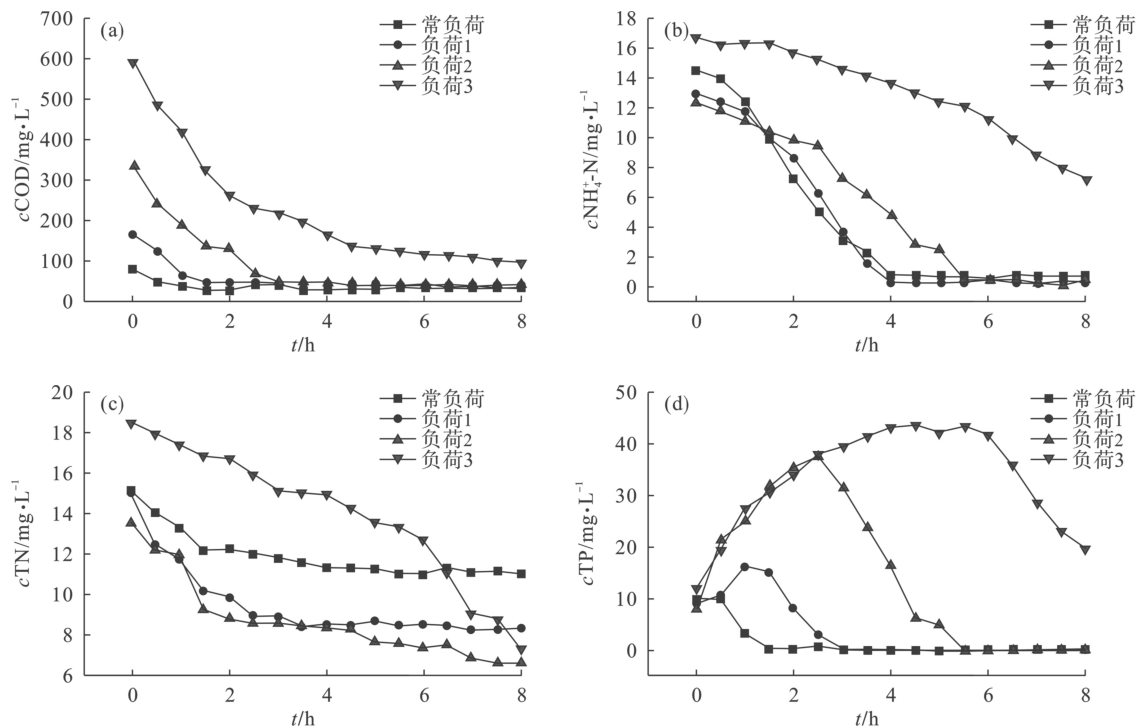 (a)
常负荷
负荷1
负荷2
负荷3
700
600
500
400
300
200
100
0
cCOD/mg·L⁻¹
0 2 4 6 8
t/h
(b)
常负荷
负荷1
负荷2
负荷3
18
16
14
12
10
8
6
4
2
0
cNH₄⁺-N/mg·L⁻¹
0 2 4 6 8
t/h
(c)
常负荷
负荷1
负荷2
负荷3
20
18
16
14
12
10
8
6
cTN/mg·L⁻¹
0 2 4 6 8
t/h
(d)
常负荷
负荷1
负荷2
负荷3
50
40
30
20
10
0
cTP/mg·L⁻¹
0 2 4 6 8
t/h